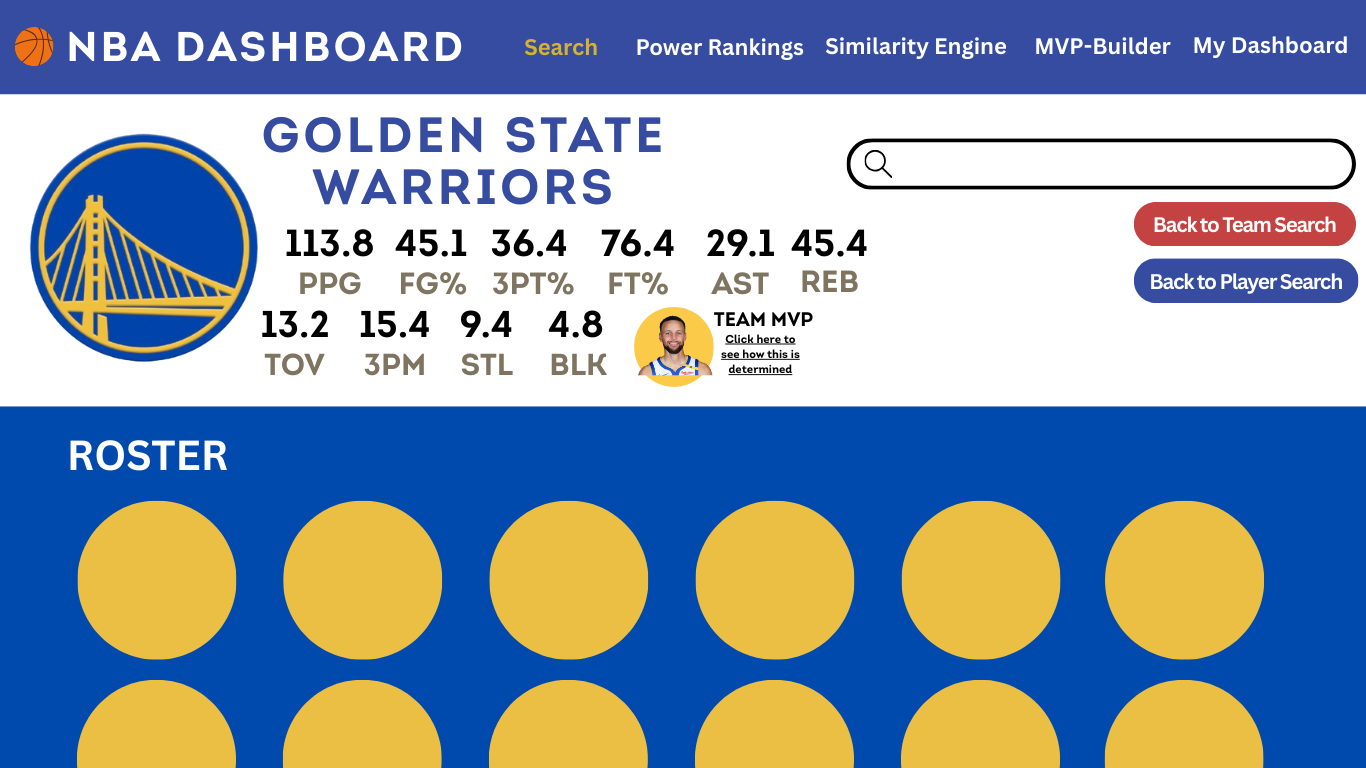 NBA DASHBOARD
Search
Power Rankings
Similarity Engine
MVP-Builder
My Dashboard
GOLDEN STATE
WARRIORS
113.8 45.1 36.4 76.4 29.1 45.4
PPG FG% 3PT% FT% AST REB
13.2 15.4 9.4 4.8
TOV 3PM STL BLK
TEAM MVP
Click here to
see how this is
determined
Back to Team Search
Back to Player Search
ROSTER